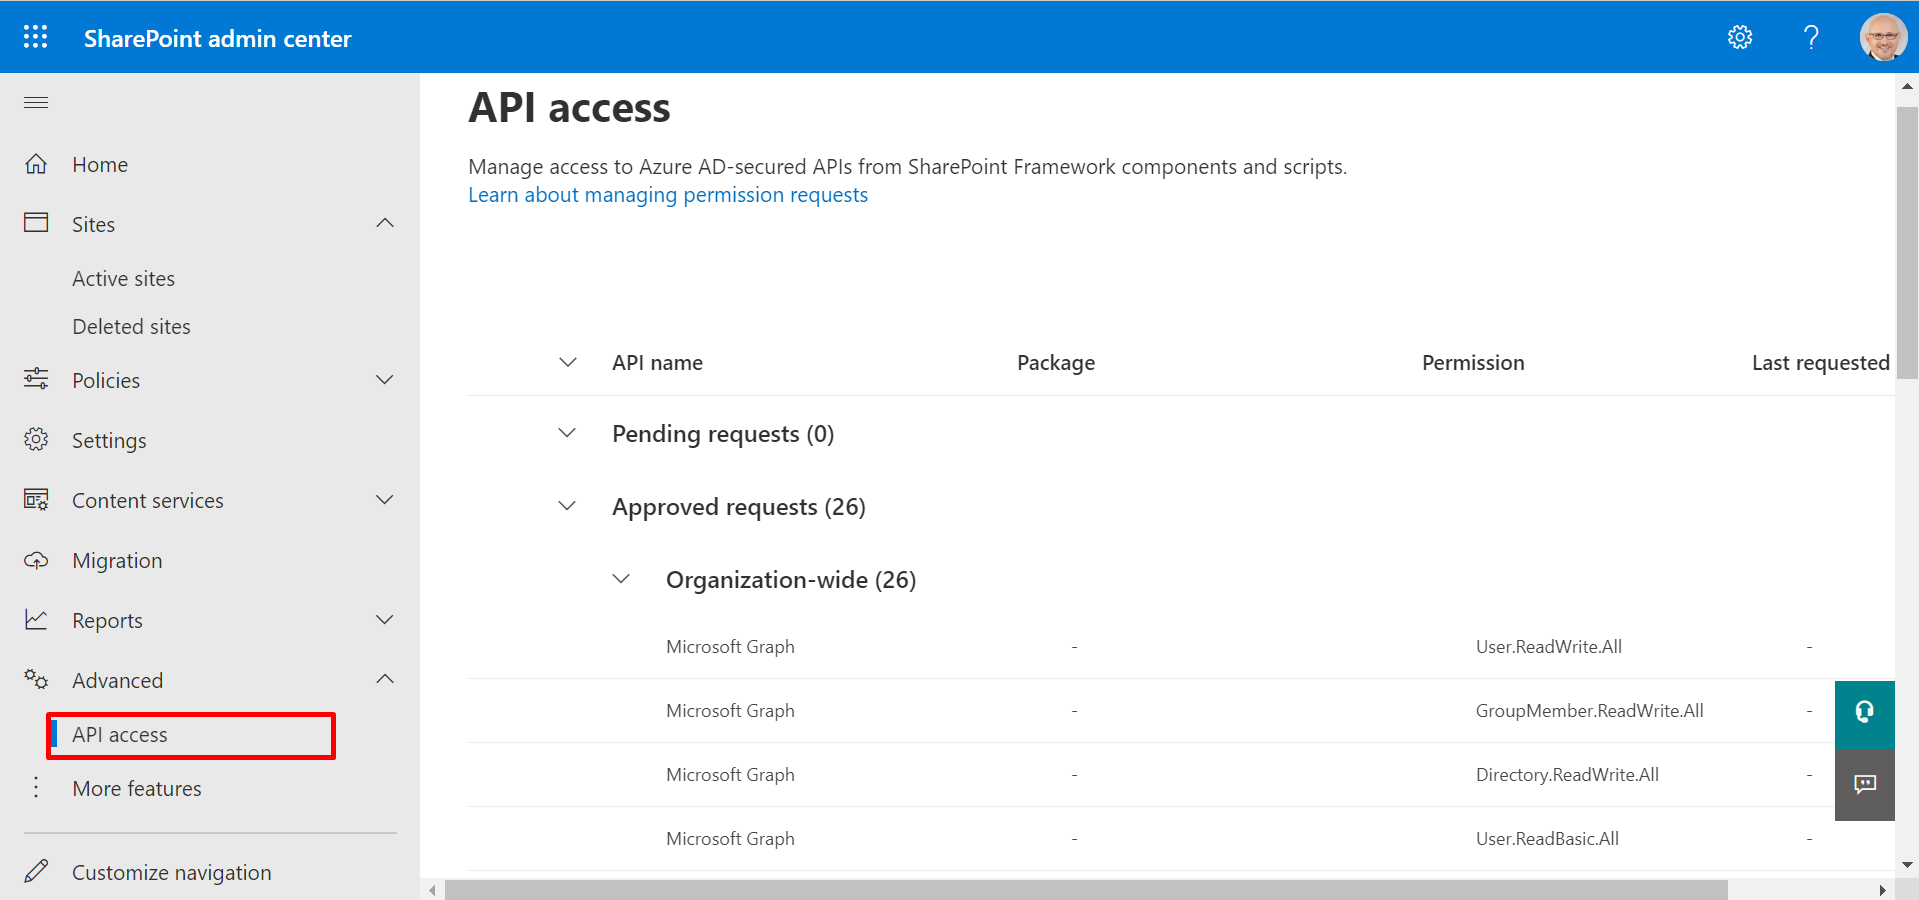 SharePoint admin center
Home
Sites
Active sites
Deleted sites
Policies
Settings
Content services
Migration
Reports
Advanced
API access
More features
Customize navigation
API access
Manage access to Azure AD-secured APIs from SharePoint Framework components and scripts.
Learn about managing permission requests
API name Package Permission Last requested
Pending requests (0)
Approved requests (26)
Organization-wide (26)
Microsoft Graph - User.ReadWrite.All -
Microsoft Graph - GroupMember.ReadWrite.All -
Microsoft Graph - Directory.ReadWrite.All -
Microsoft Graph - User.ReadBasic.All -